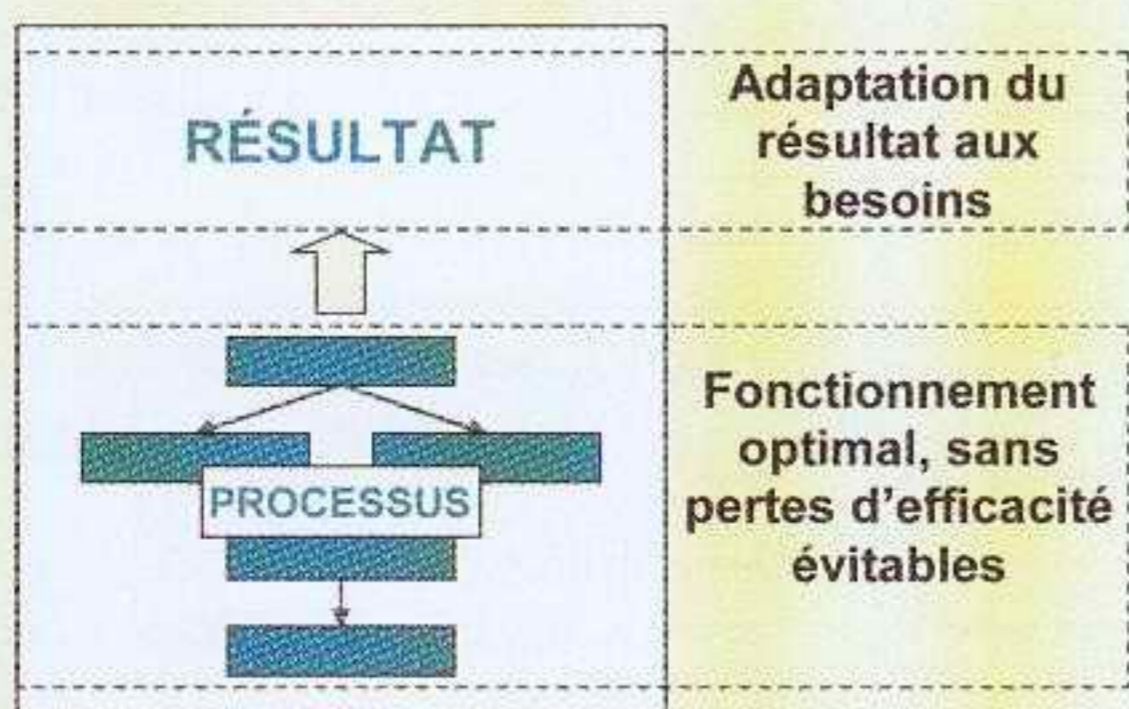 RÉSULTAT
Adaptation du
résultat aux
besoins
PROCESSUS
Fonctionnement
optimal, sans
pertes d'efficacité
évitables